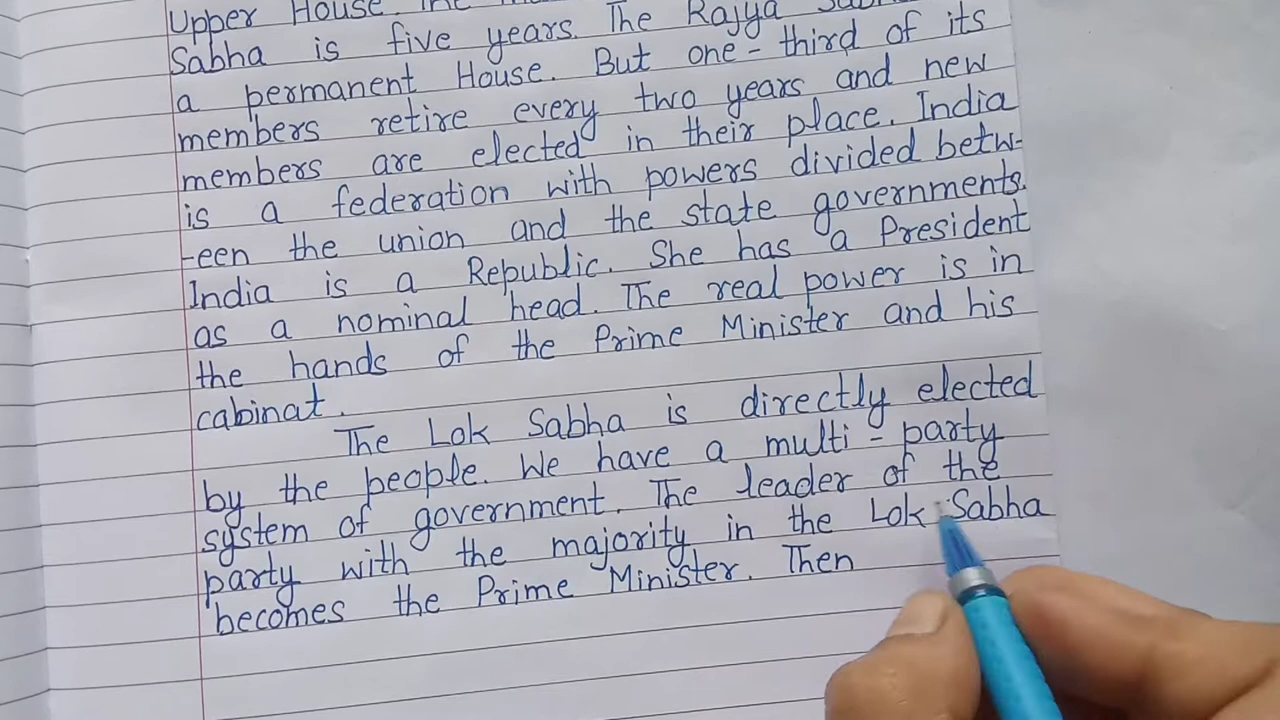 Upper House. The
Sabha is five years. The Rajya
a permanent House. But one-third of its
members retire every two years and new
members are elected in their place. India
is a federation with powers divided betw-
-een the union and the state governments.
India is a Republic. She has a President
as a nominal head. The real power is in
the hands of the Prime Minister and his
cabinat.
The Lok Sabha is directly elected
by the people. We have a multi-party
system of government. The leader of the
party with the majority in the Lok Sabha
becomes the Prime Minister. Then